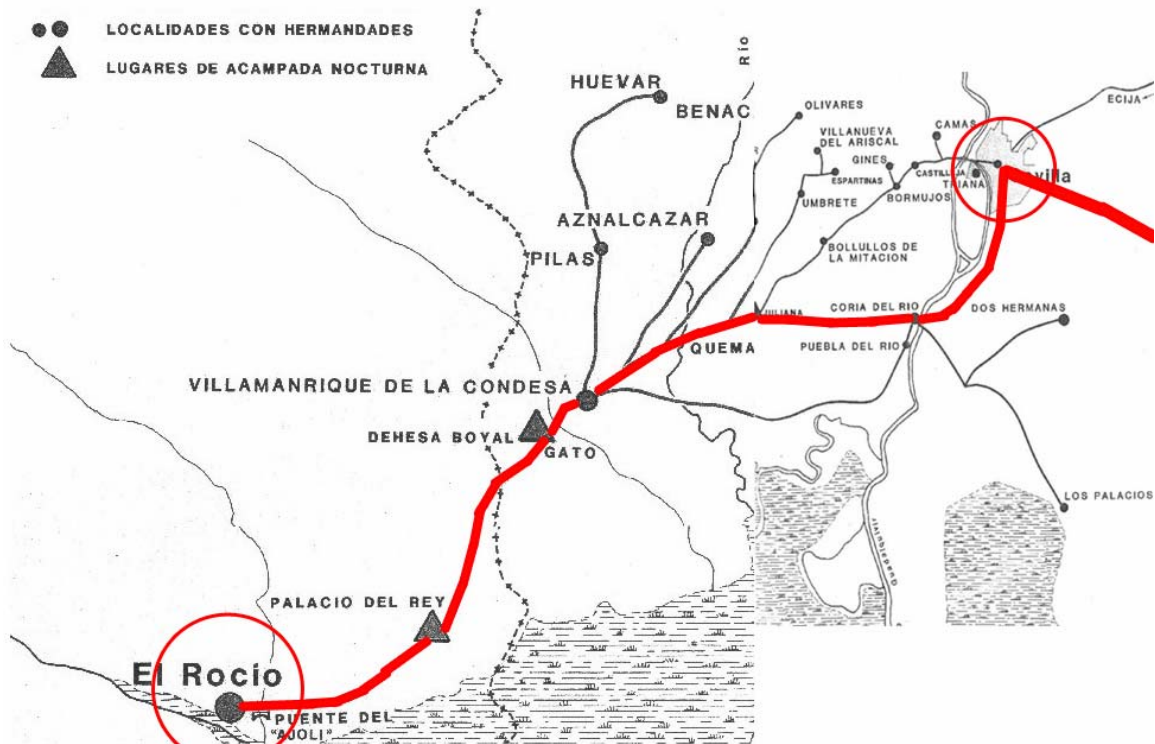 LOCALIDADES CON HERMANDADES
LUGARES DE ACAMPADA NOCTURNA
Río
HUEVAR
BENAC
OLIVARES
ECIJA
VILLANUEVA
DEL ARISCAL
CAMAS
GINES
ESPARTINAS
CASTILLEJA
TRIANA
villa
UMBRETE
BORMUJOS
AZNALCAZAR
PILAS
BOLLULLOS DE
LA MITACION
JULIANA
CORIA DEL RIO
DOS HERMANAS
QUEMA
PUEBLA DEL RIO
VILLAMANRIQUE DE LA CONDESA
DEHESA BOYAL
GATO
LOS PALACIOS
PALACIO DEL REY
El Rocío
PUENTE DEL
"AJOLI"